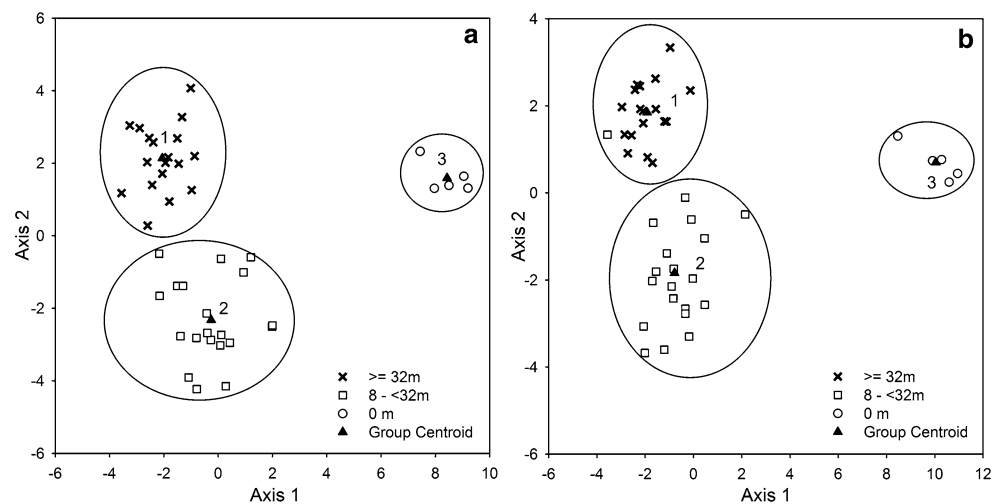 a
6
4
2
0
-2
-4
-6
Axis 2
1
2
3
>= 32m
8 - <32m
0 m
Group Centroid
-6 -4 -2 0 2 4 6 8 10
Axis 1
b
4
2
0
-2
-4
-6
Axis 2
1
2
3
>= 32m
8 - <32m
0 m
Group Centroid
-6 -4 -2 0 2 4 6 8 10 12
Axis 1